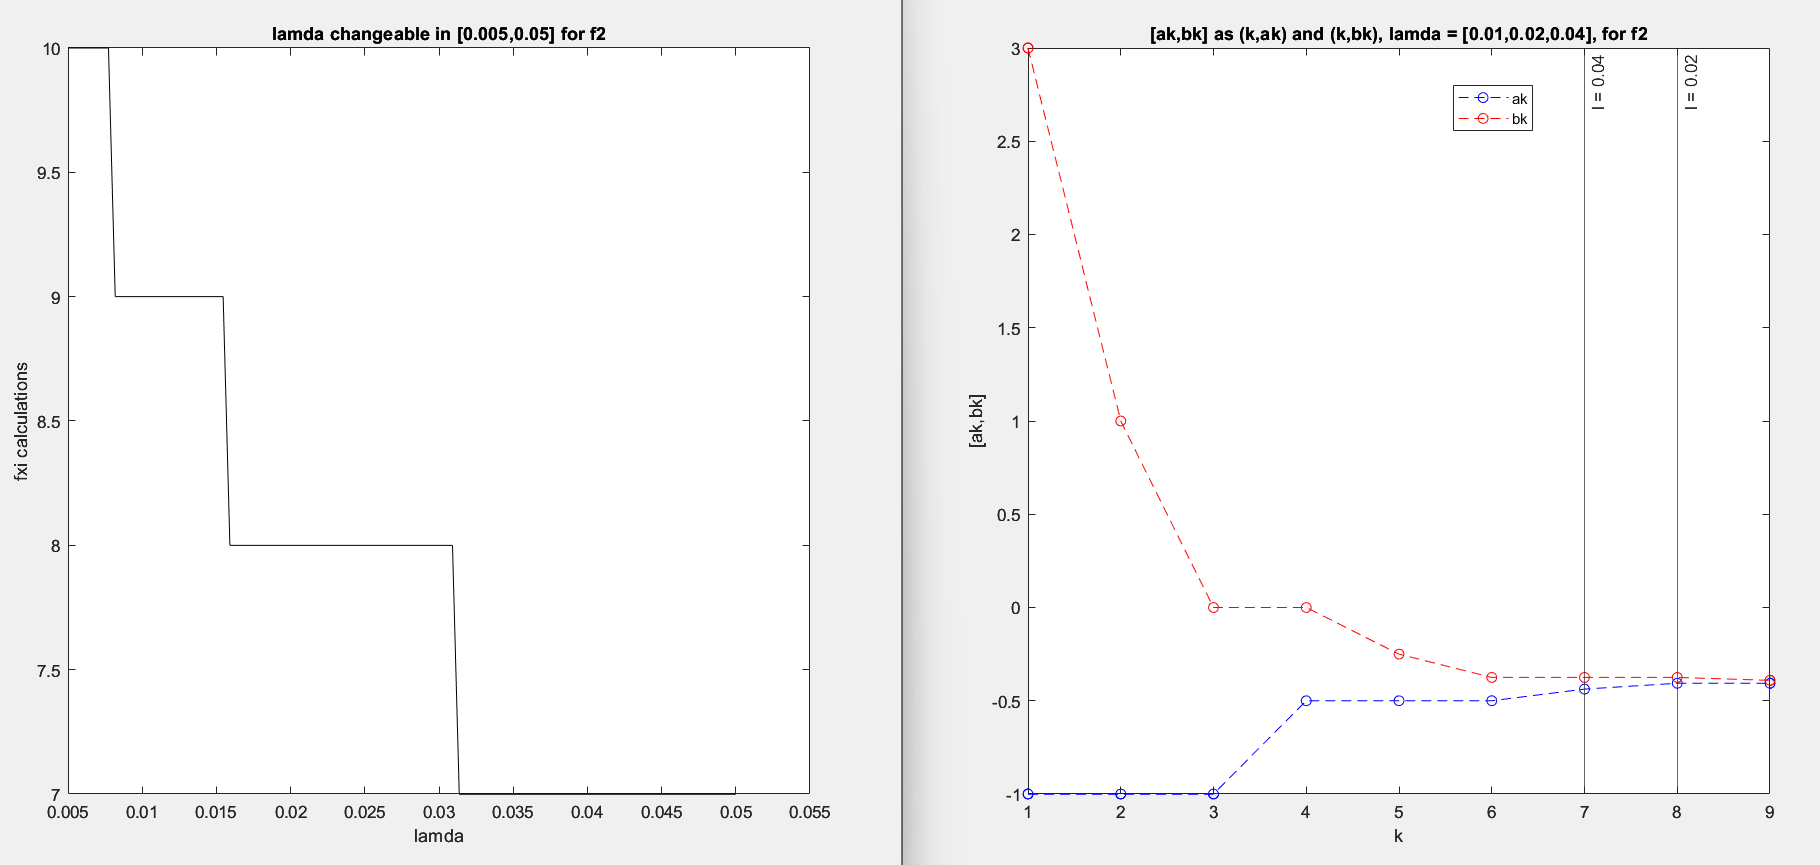 lamda changeable in [0.005,0.05] for f2
10
9.5
9
8.5
8
7.5
7
fxi calculations
0.005 0.01 0.015 0.02 0.025 0.03 0.035 0.04 0.045 0.05 0.055
lamda
[ak,bk] as (k,ak) and (k,bk), lamda = [0.01,0.02,0.04], for f2
3
2.5
2
1.5
1
0.5
0
-0.5
-1
[ak,bk]
ak
bk
l = 0.04
l = 0.02
1 2 3 4 5 6 7 8 9
k